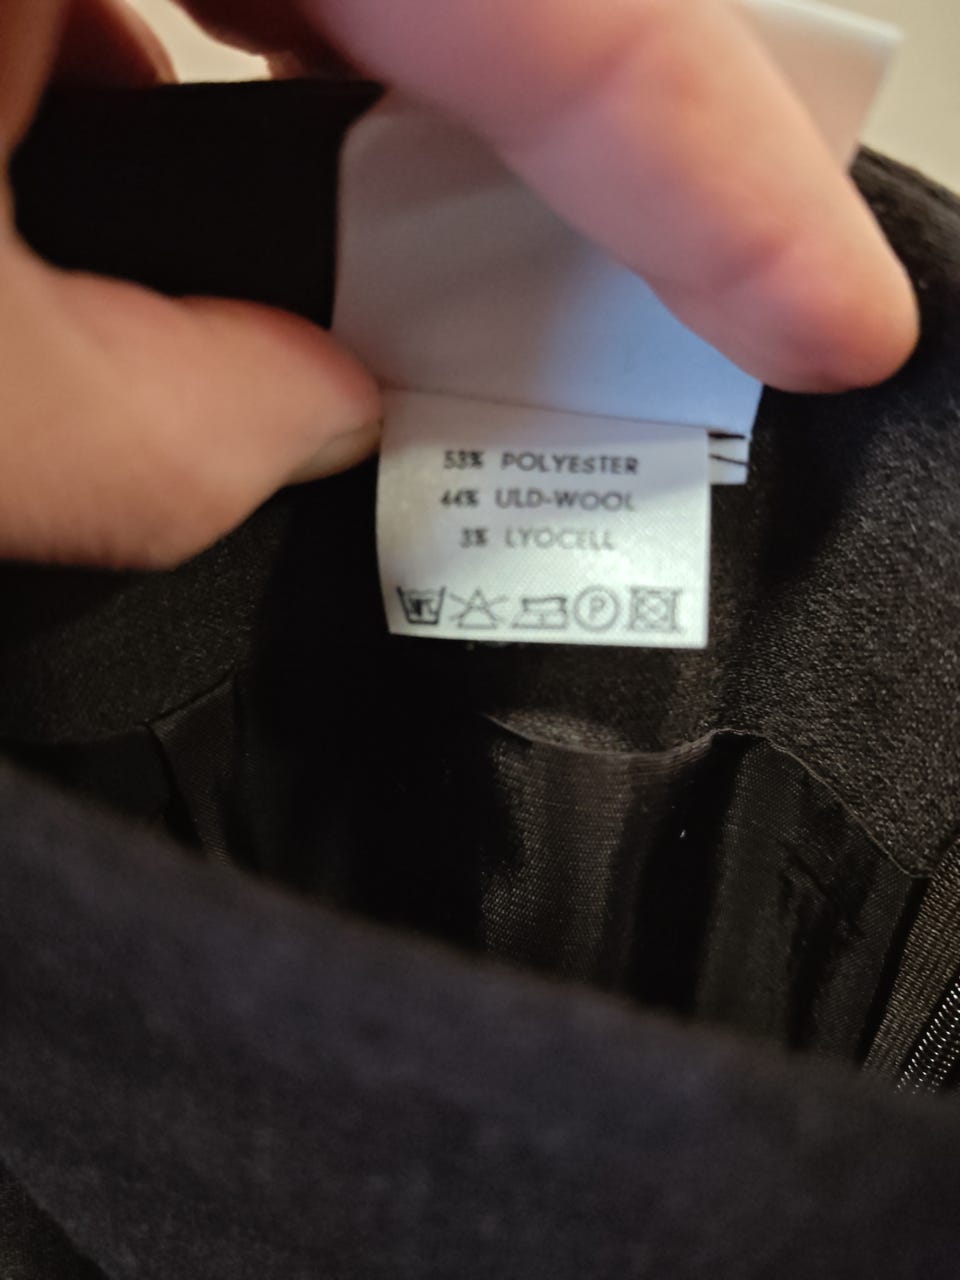 53% POLYESTER
44% ULD-WOOL
3% LYOCELL
P